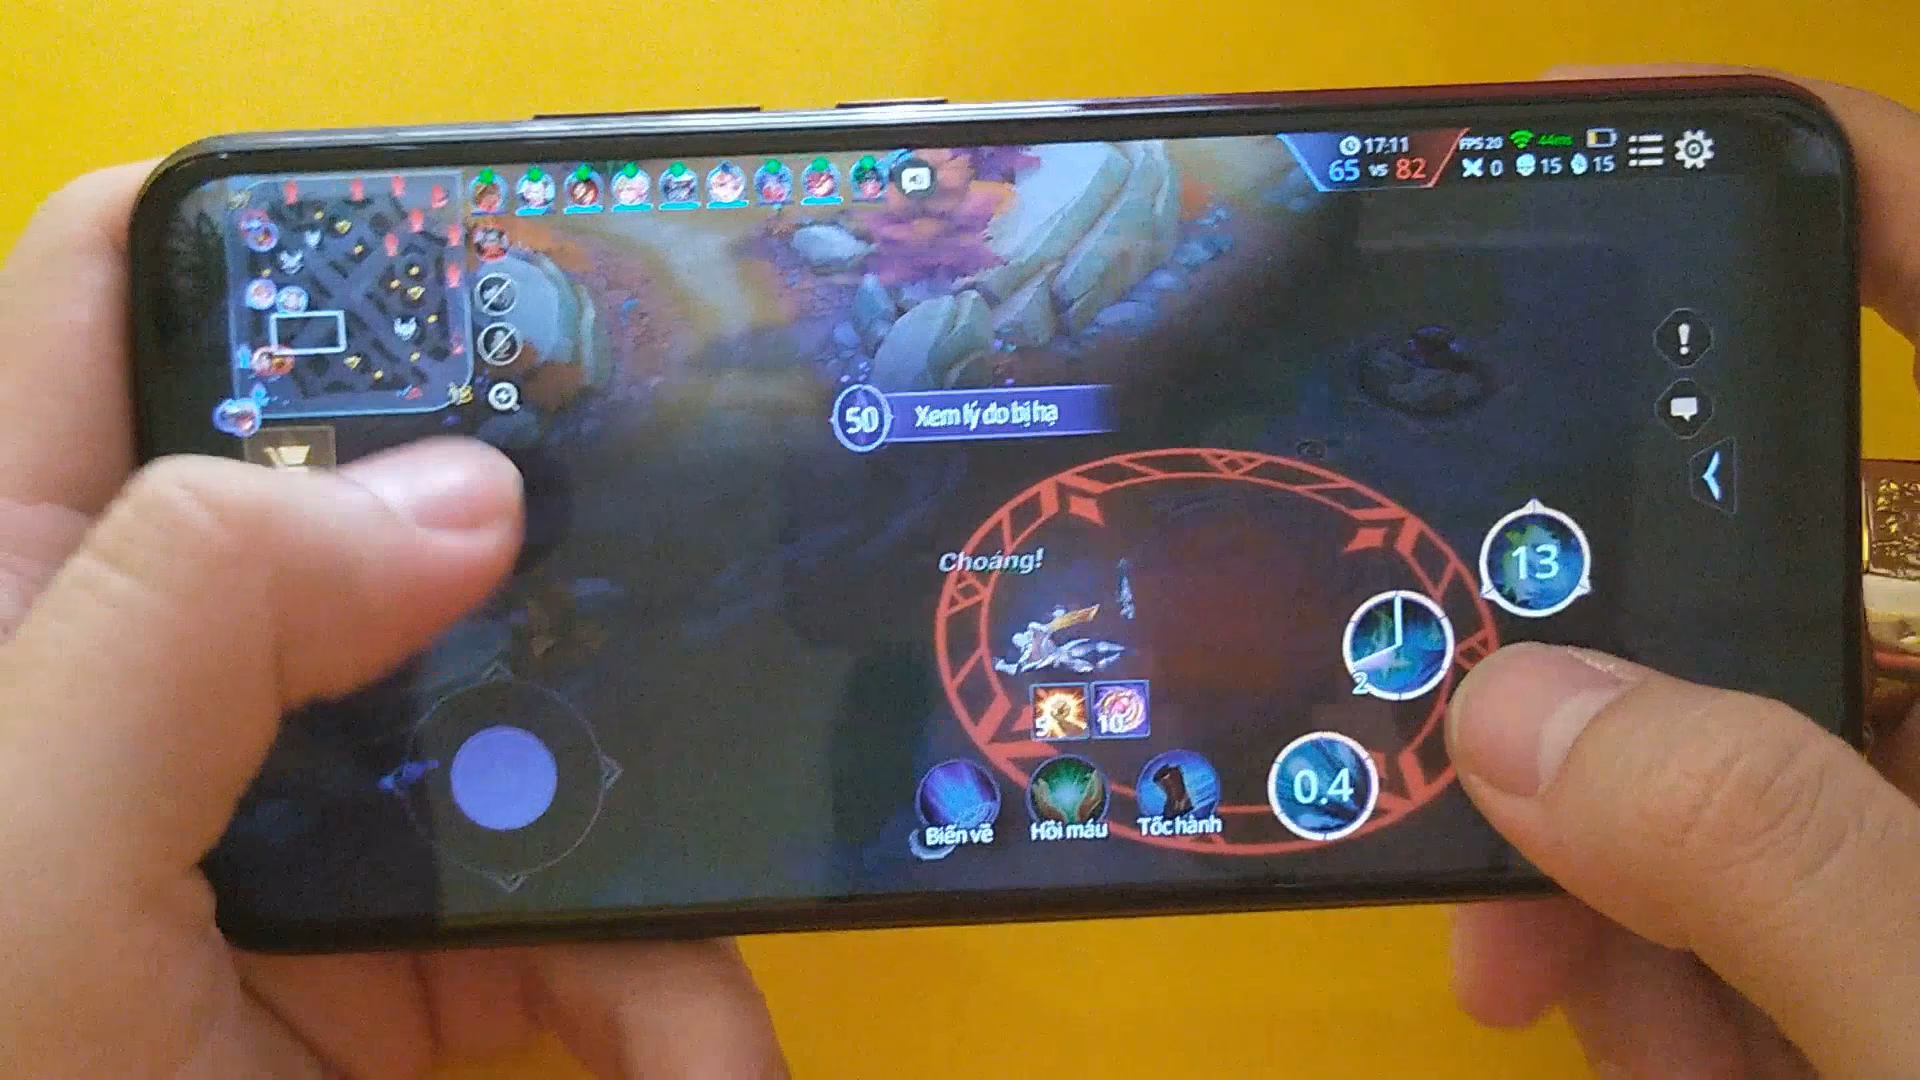 17:11
65 vs 82
FPS 20 44ms
0 15 15
50 Xem lý do bị hạ
Choáng!
13
2
5 10
0.4
Biến về Hồi máu Tốc hành